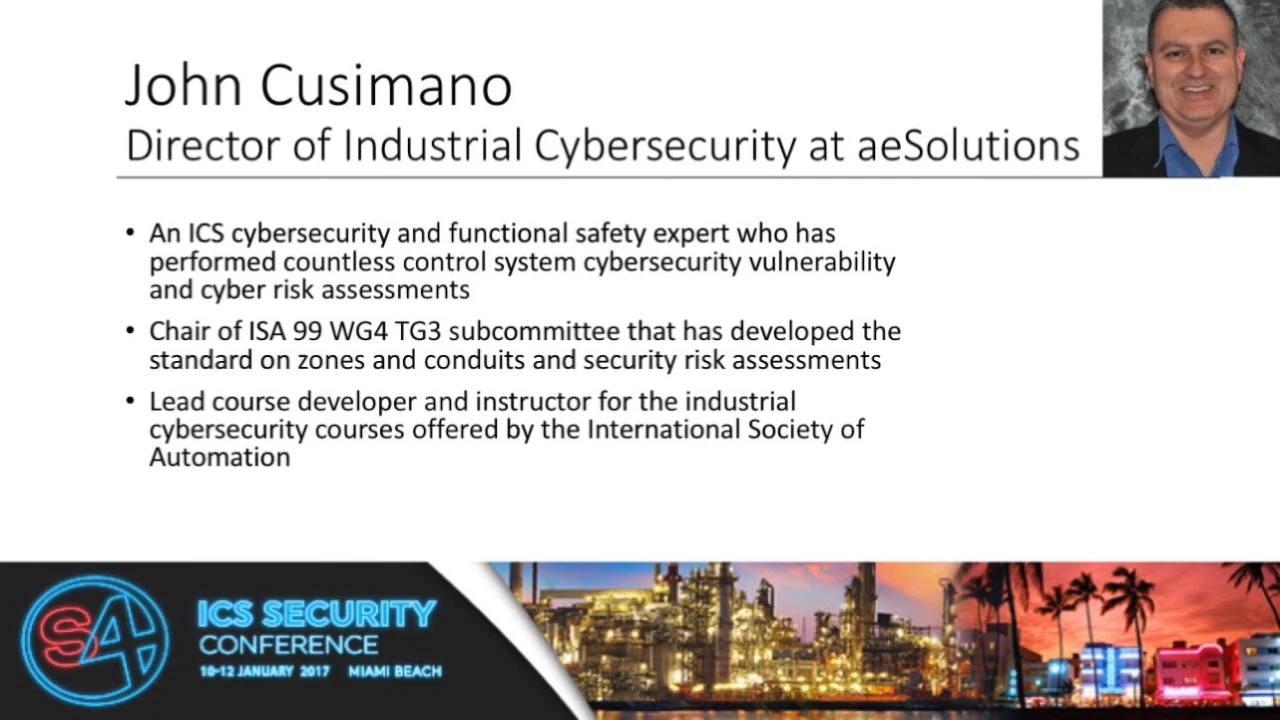 John Cusimano
Director of Industrial Cybersecurity at aeSolutions
• An ICS cybersecurity and functional safety expert who has
performed countless control system cybersecurity vulnerability
and cyber risk assessments
• Chair of ISA 99 WG4 TG3 subcommittee that has developed the
standard on zones and conduits and security risk assessments
• Lead course developer and instructor for the industrial
cybersecurity courses offered by the International Society of
Automation
S4
ICS SECURITY
CONFERENCE
10-12 JANUARY 2017 MIAMI BEACH